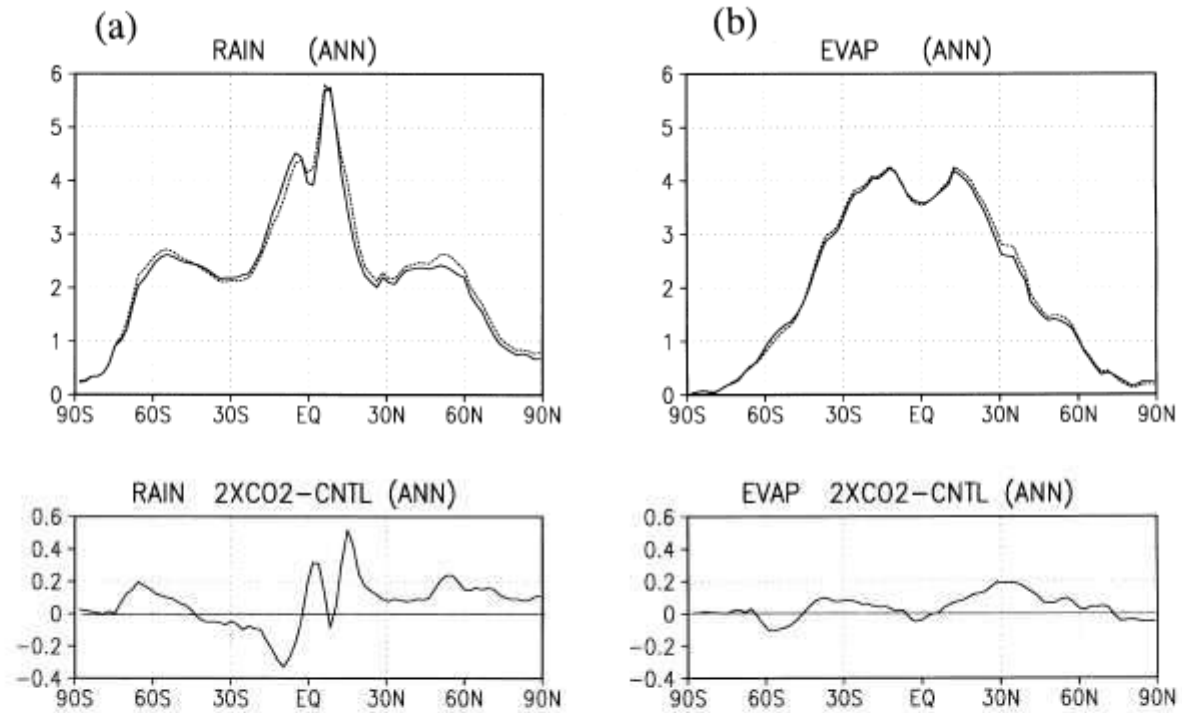 (a)
RAIN (ANN)
6
5
4
3
2
1
0
90S 60S 30S EQ 30N 60N 90N
RAIN 2XCO2-CNTL (ANN)
0.6
0.4
0.2
0
-0.2
-0.4
90S 60S 30S EQ 30N 60N 90N
(b)
EVAP (ANN)
6
5
4
3
2
1
0
90S 60S 30S EQ 30N 60N 90N
EVAP 2XCO2-CNTL (ANN)
0.6
0.4
0.2
0
-0.2
-0.4
90S 60S 30S EQ 30N 60N 90N